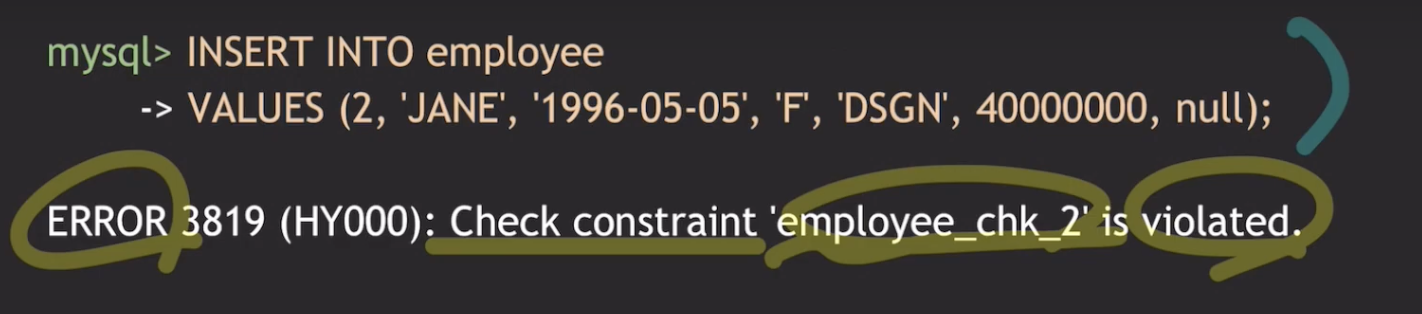 mysql> INSERT INTO employee
-> VALUES (2, 'JANE', '1996-05-05', 'F', 'DSGN', 40000000, null);
ERROR 3819 (HY000): Check constraint 'employee_chk_2' is violated.